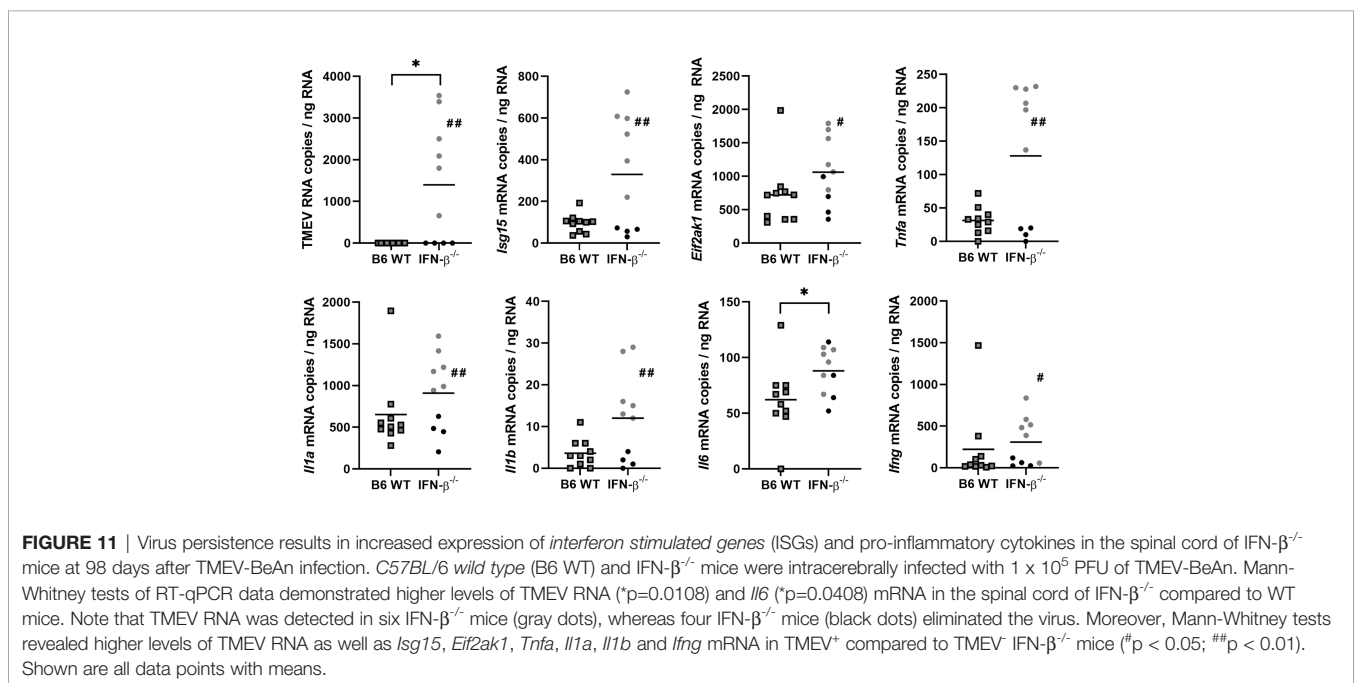 *
TMEV RNA copies / ng RNA
4000
3000
2000
1000
0
##
B6 WT IFN-β-/-
Isg15 mRNA copies / ng RNA
800
600
400
200
0
##
B6 WT IFN-β-/-
Eif2ak1 mRNA copies / ng RNA
2500
2000
1500
1000
500
0
#
B6 WT IFN-β-/-
Tnfa mRNA copies / ng RNA
250
200
150
100
50
0
##
B6 WT IFN-β-/-
Il1a mRNA copies / ng RNA
2000
1500
1000
500
0
##
B6 WT IFN-β-/-
Il1b mRNA copies / ng RNA
40
30
20
10
0
##
B6 WT IFN-β-/-
*
Il6 mRNA copies / ng RNA
150
100
50
0
B6 WT IFN-β-/-
Ifng mRNA copies / ng RNA
2000
1500
1000
500
0
#
B6 WT IFN-β-/-
FIGURE 11 | Virus persistence results in increased expression of interferon stimulated genes (ISGs) and pro-inflammatory cytokines in the spinal cord of IFN-β-/-
mice at 98 days after TMEV-BeAn infection. C57BL/6 wild type (B6 WT) and IFN-β-/- mice were intracerebrally infected with 1 x 10⁵ PFU of TMEV-BeAn. Mann-
Whitney tests of RT-qPCR data demonstrated higher levels of TMEV RNA (*p=0.0108) and Il6 (*p=0.0408) mRNA in the spinal cord of IFN-β-/- compared to WT
mice. Note that TMEV RNA was detected in six IFN-β-/- mice (gray dots), whereas four IFN-β-/- mice (black dots) eliminated the virus. Moreover, Mann-Whitney tests
revealed higher levels of TMEV RNA as well as Isg15, Eif2ak1, Tnfa, Il1a, Il1b and Ifng mRNA in TMEV⁺ compared to TMEV⁻ IFN-β-/- mice (#p < 0.05; ##p < 0.01).
Shown are all data points with means.